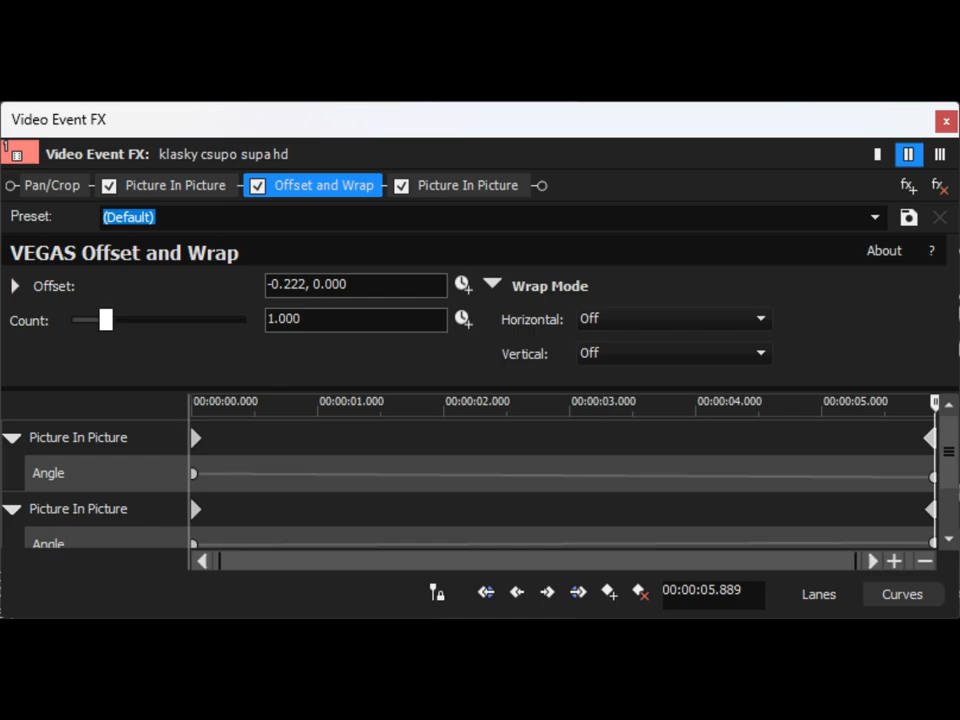 Video Event FX
x
1
Video Event FX: klasky csupo supa hd
Pan/Crop Picture In Picture Offset and Wrap Picture In Picture fx fx
Preset: (Default)
VEGAS Offset and Wrap About ?
Offset: -0.222, 0.000 Wrap Mode
Count: 1.000 Horizontal: Off
Vertical: Off
00:00:00.000 00:00:01.000 00:00:02.000 00:00:03.000 00:00:04.000 00:00:05.000
Picture In Picture
Angle
Picture In Picture
Angle
00:00:05.889 Lanes Curves